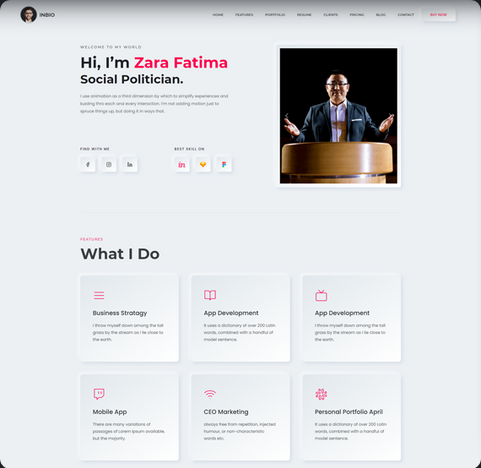 INBIO
HOME FEATURES PORTFOLIO RESUME CLIENTS PRICING BLOG CONTACT BUY NOW
WELCOME TO MY WORLD
Hi, I'm Zara Fatima
Social Politician.
I use animation as a third dimension by which to simplify experiences and
guiding thro each and every interaction. I'm not adding motion just to
spruce things up, but doing it in ways that.
FIND WITH ME
BEST SKILL ON
in
in
FEATURES
What I Do
Business Stratagy
I throw myself down among the tall
grass by the stream as I lie close to
the earth.
App Development
It uses a dictionary of over 200 Latin
words, combined with a handful of
model sentence.
App Development
I throw myself down among the tall
grass by the stream as I lie close to
the earth.
Mobile App
There are many variations of
passages of Lorem Ipsum available,
but the majority.
CEO Marketing
always free from repetition, injected
humour, or non-characteristic
words etc.
Personal Portfolio April
It uses a dictionary of over 200 Latin
words, combined with a handful of
model sentence.